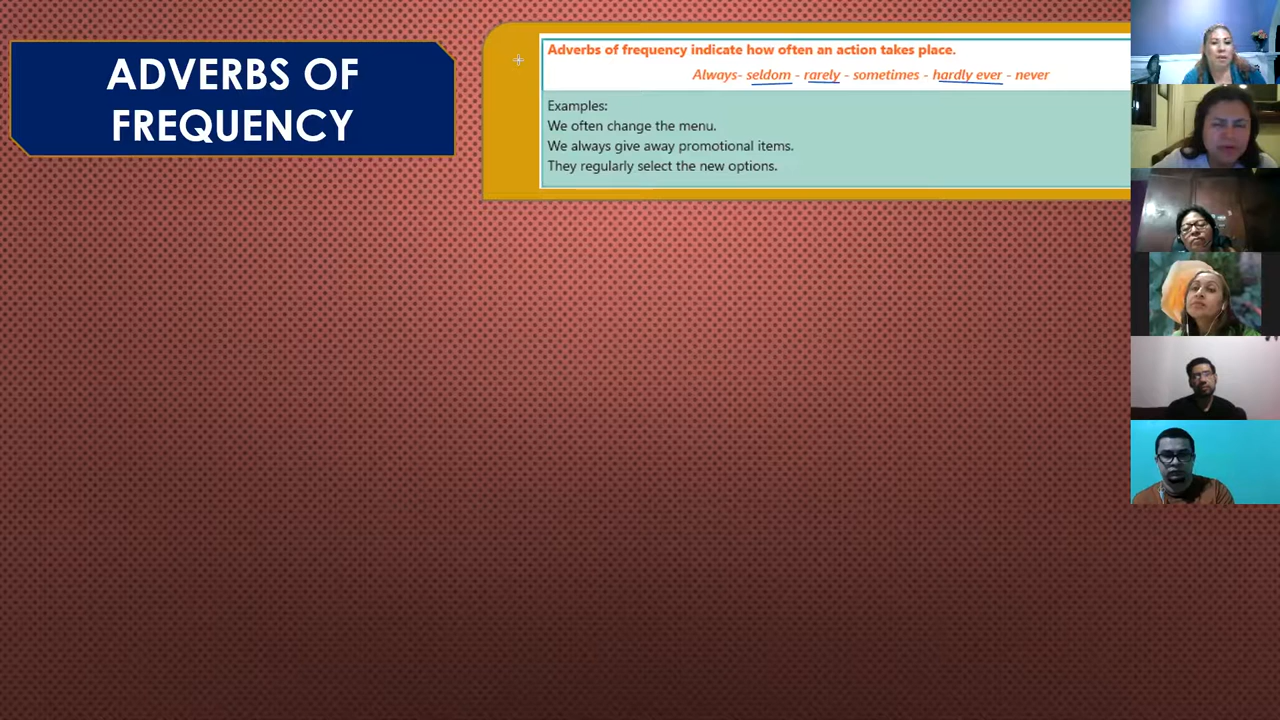 ADVERBS OF
FREQUENCY
Adverbs of frequency indicate how often an action takes place.
Always- seldom - rarely - sometimes - hardly ever - never
Examples:
We often change the menu.
We always give away promotional items.
They regularly select the new options.